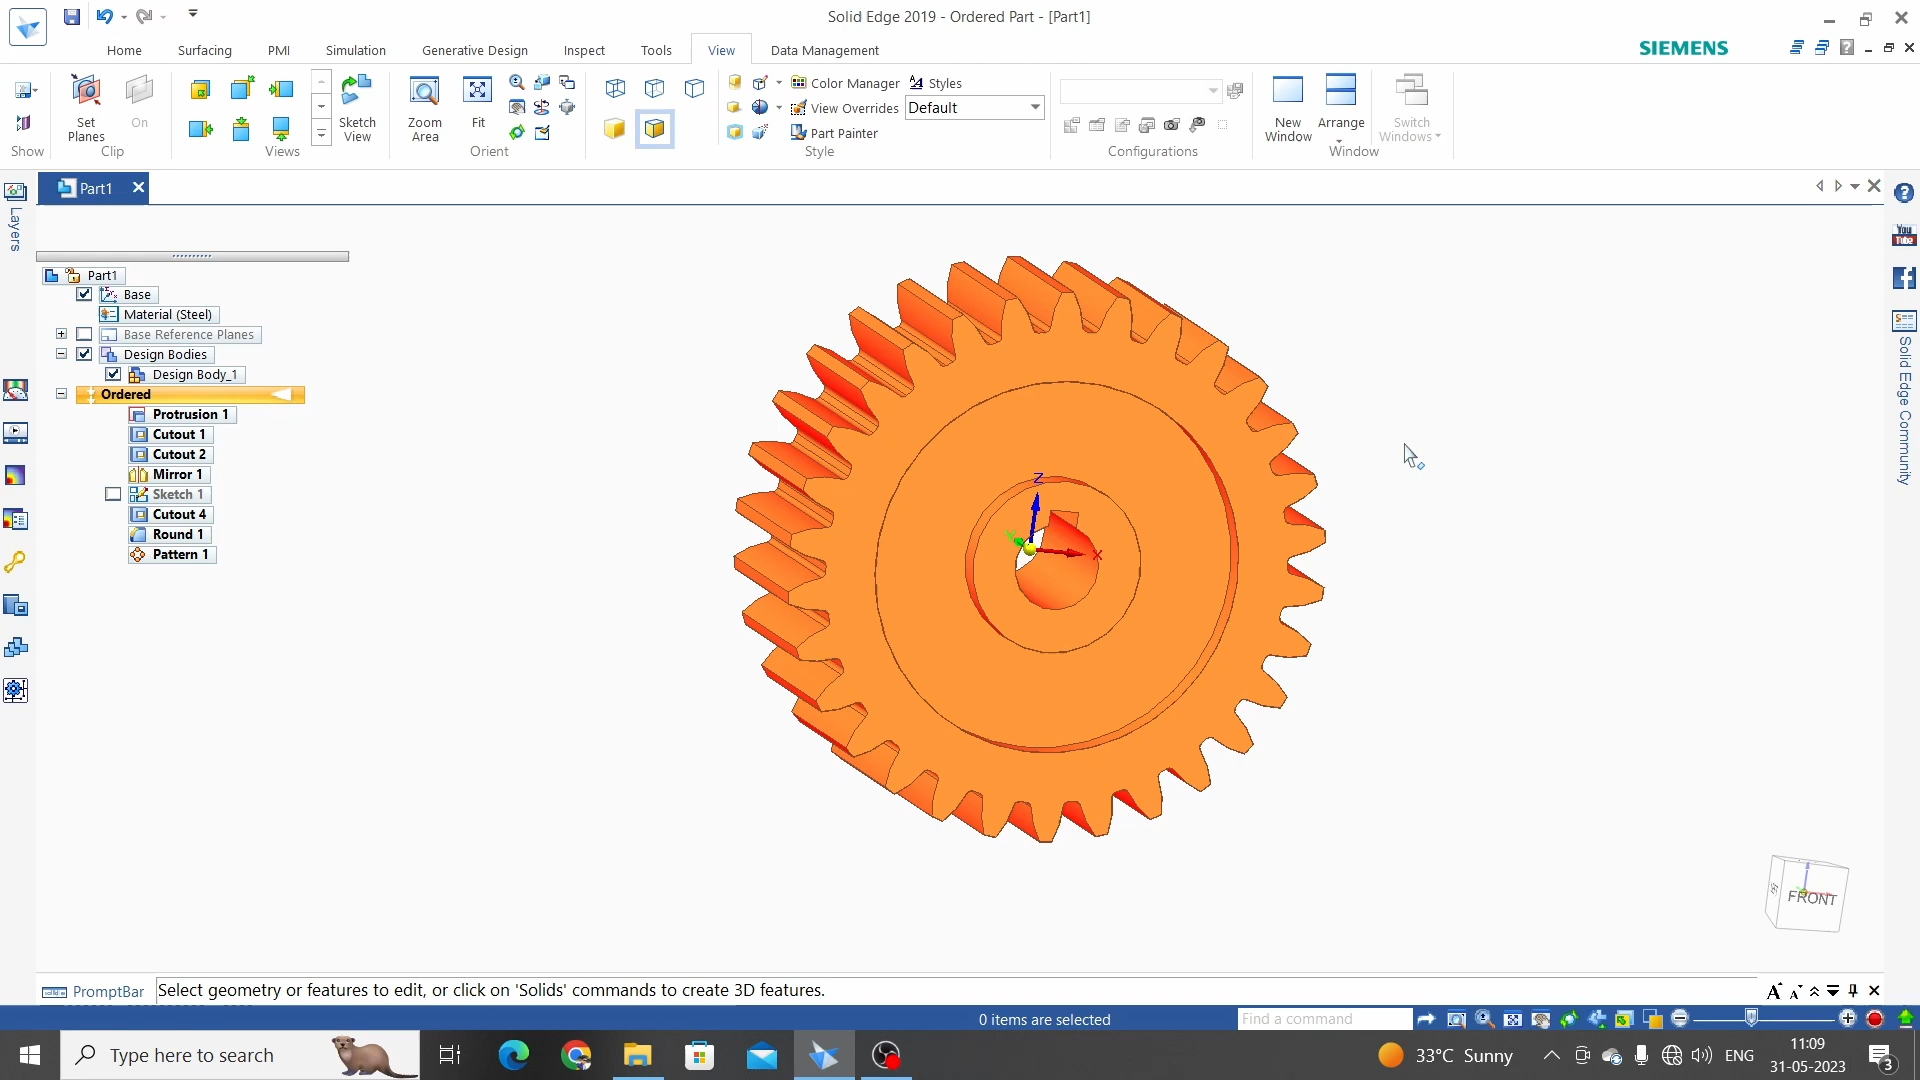 Solid Edge 2019 - Ordered Part - [Part1]
Home Surfacing PMI Simulation Generative Design Inspect Tools View Data Management
SIEMENS
Set Planes
On
Sketch View
Zoom Area
Fit
Color Manager
Styles
View Overrides
Default
Part Painter
New Window
Arrange
Switch Windows
Show
Clip
Views
Orient
Style
Configurations
Window
Part1
Layers
Part1
Base
Material (Steel)
Base Reference Planes
Design Bodies
Design Body_1
Ordered
Protrusion 1
Cutout 1
Cutout 2
Mirror 1
Sketch 1
Cutout 4
Round 1
Pattern 1
Z
X
Y
FRONT
You
Tube
Solid Edge Community
PromptBar
Select geometry or features to edit, or click on 'Solids' commands to create 3D features.
0 items are selected
Find a command
Type here to search
33°C Sunny
ENG
11:09
31-05-2023
3